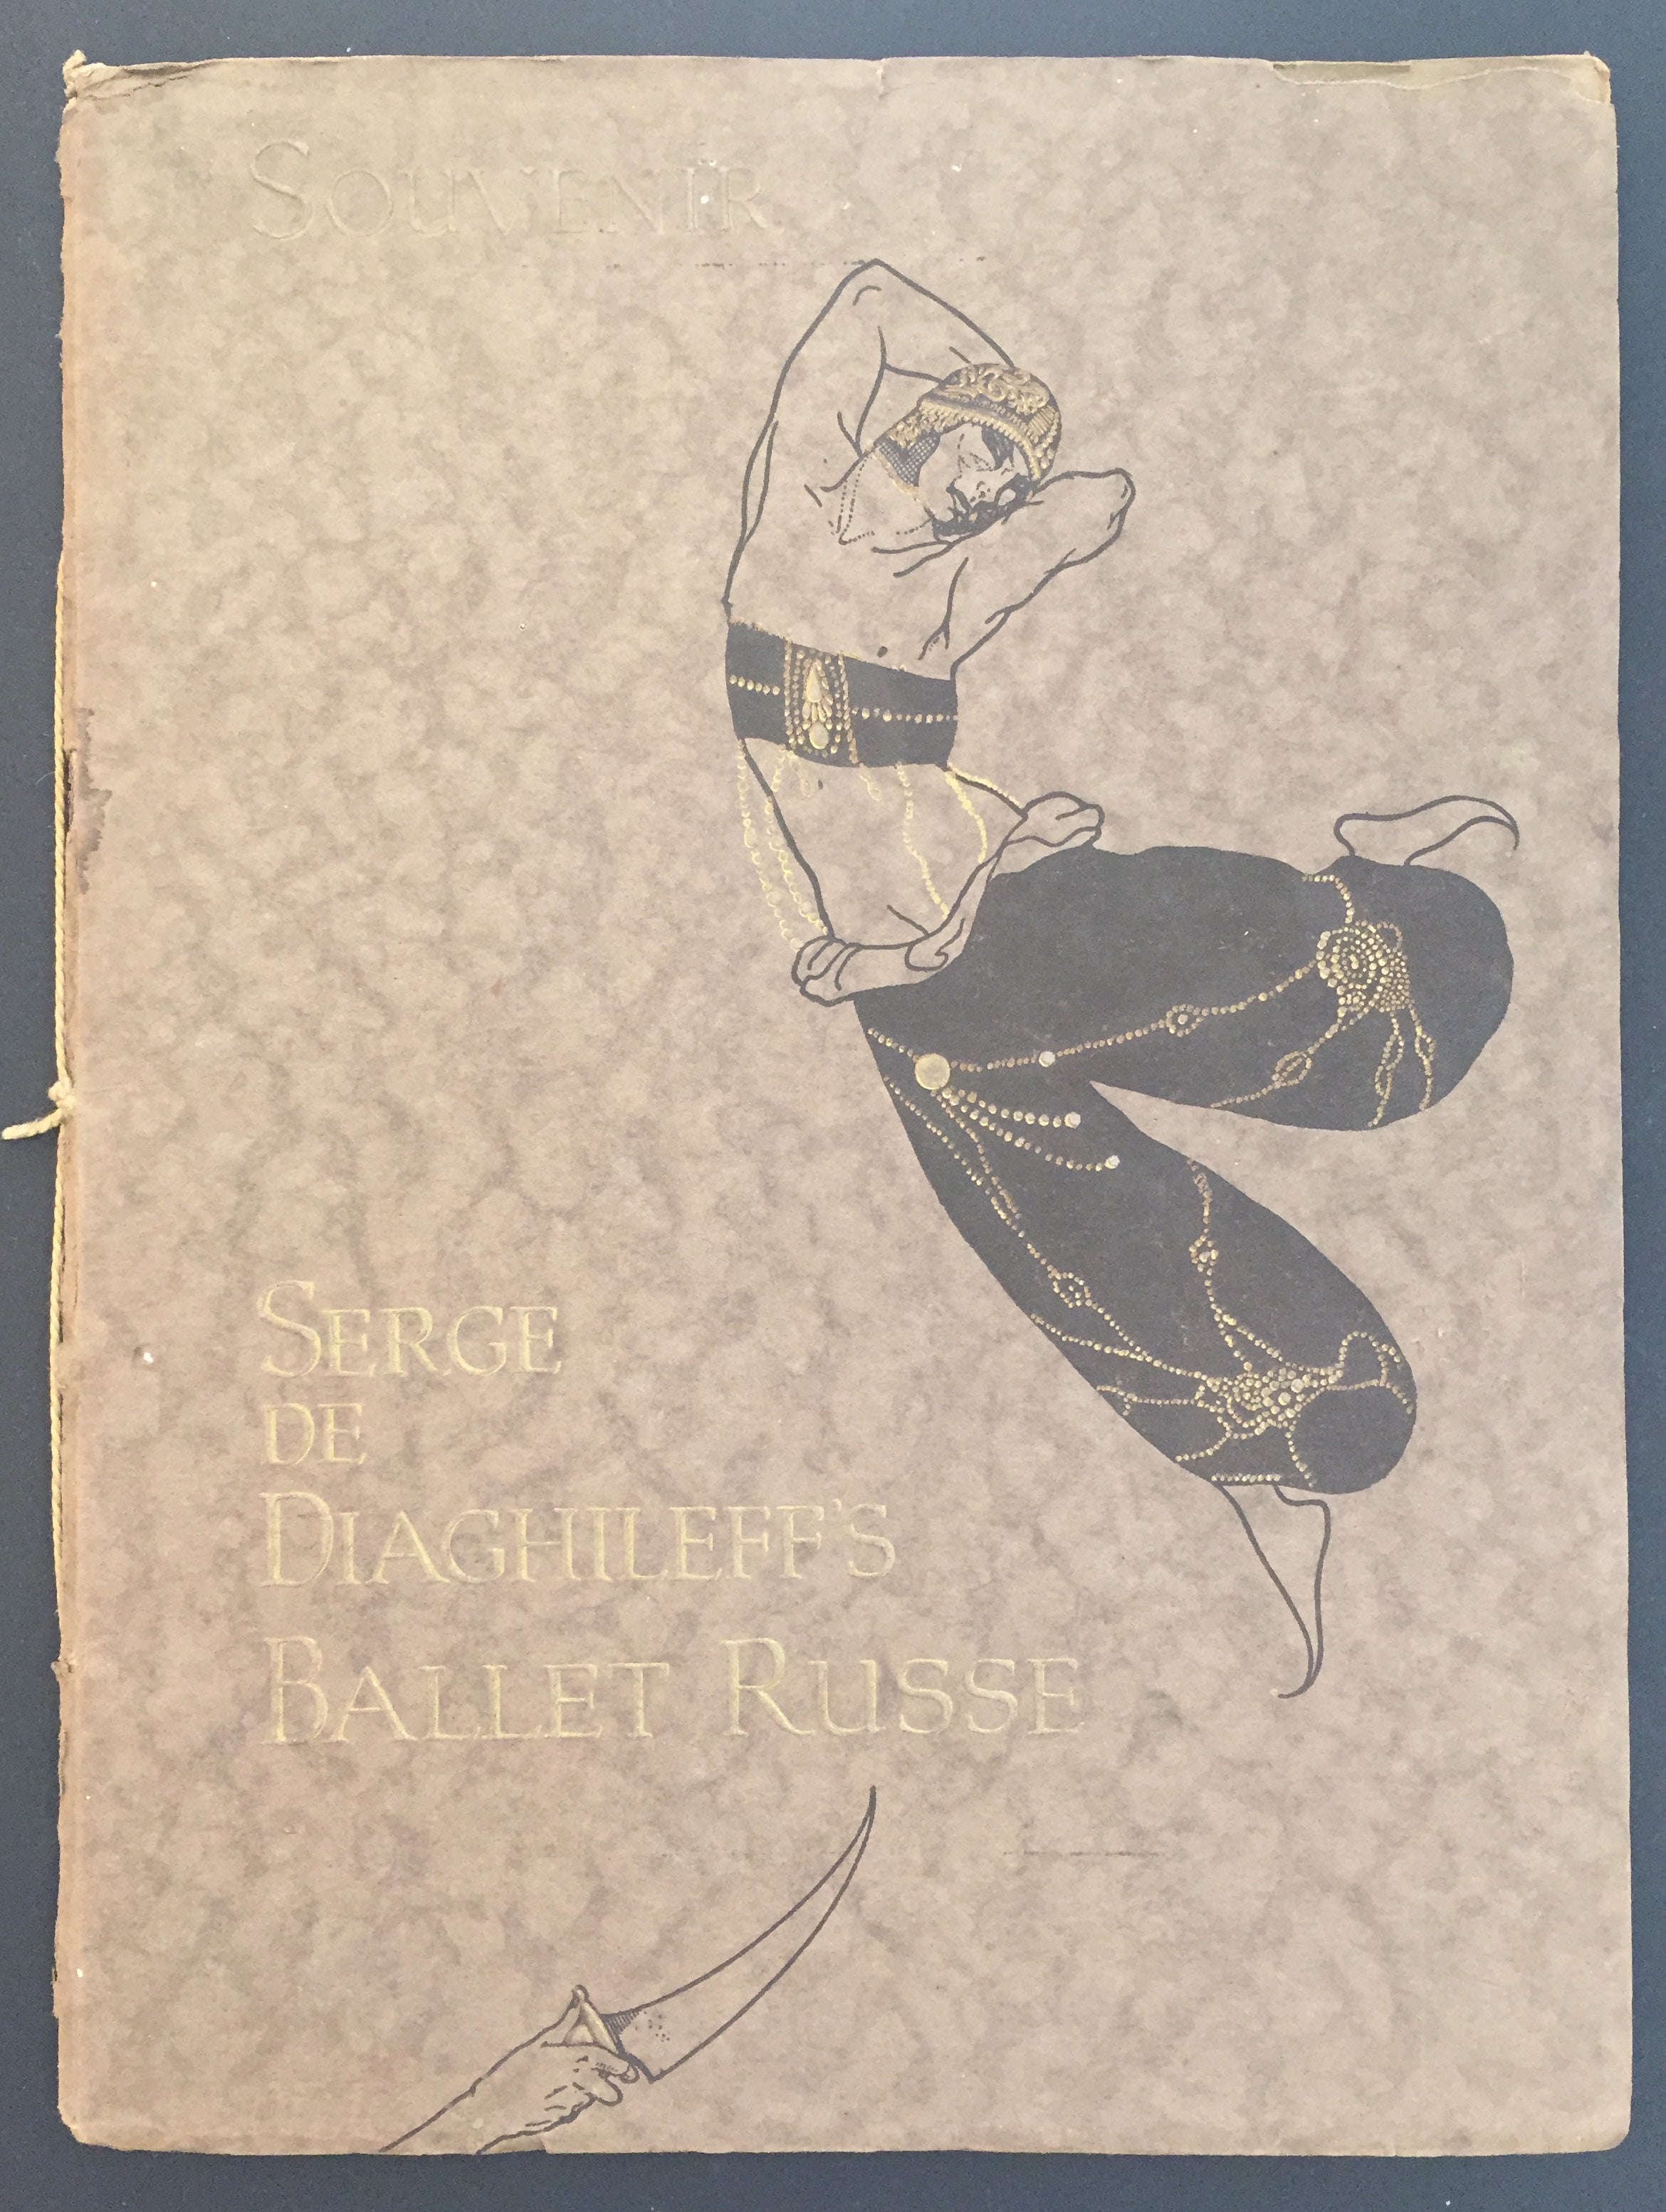 SOUVENIR
SERGE
DE
DIAGHILEFF'S
BALLET RUSSE